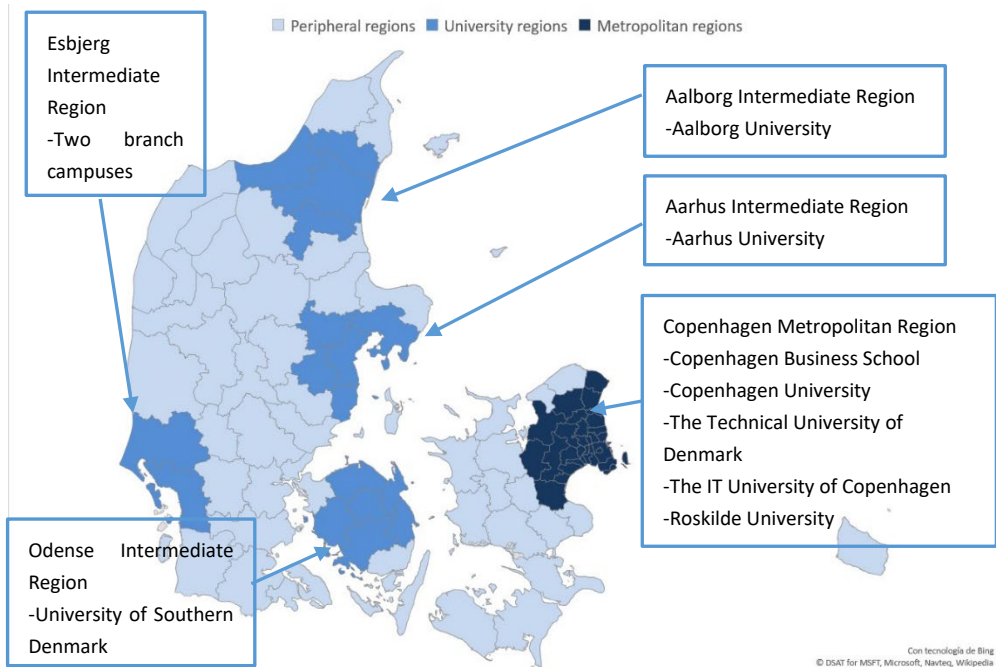 Peripheral regions University regions Metropolitan regions
Esbjerg
Intermediate
Region
-Two branch
campuses
Aalborg Intermediate Region
-Aalborg University
Aarhus Intermediate Region
-Aarhus University
Copenhagen Metropolitan Region
-Copenhagen Business School
-Copenhagen University
-The Technical University of
Denmark
-The IT University of Copenhagen
-Roskilde University
Odense Intermediate
Region
-University of Southern
Denmark
Con tecnología de Bing
© DSAT for MSFT, Microsoft, Navteq, Wikipedia